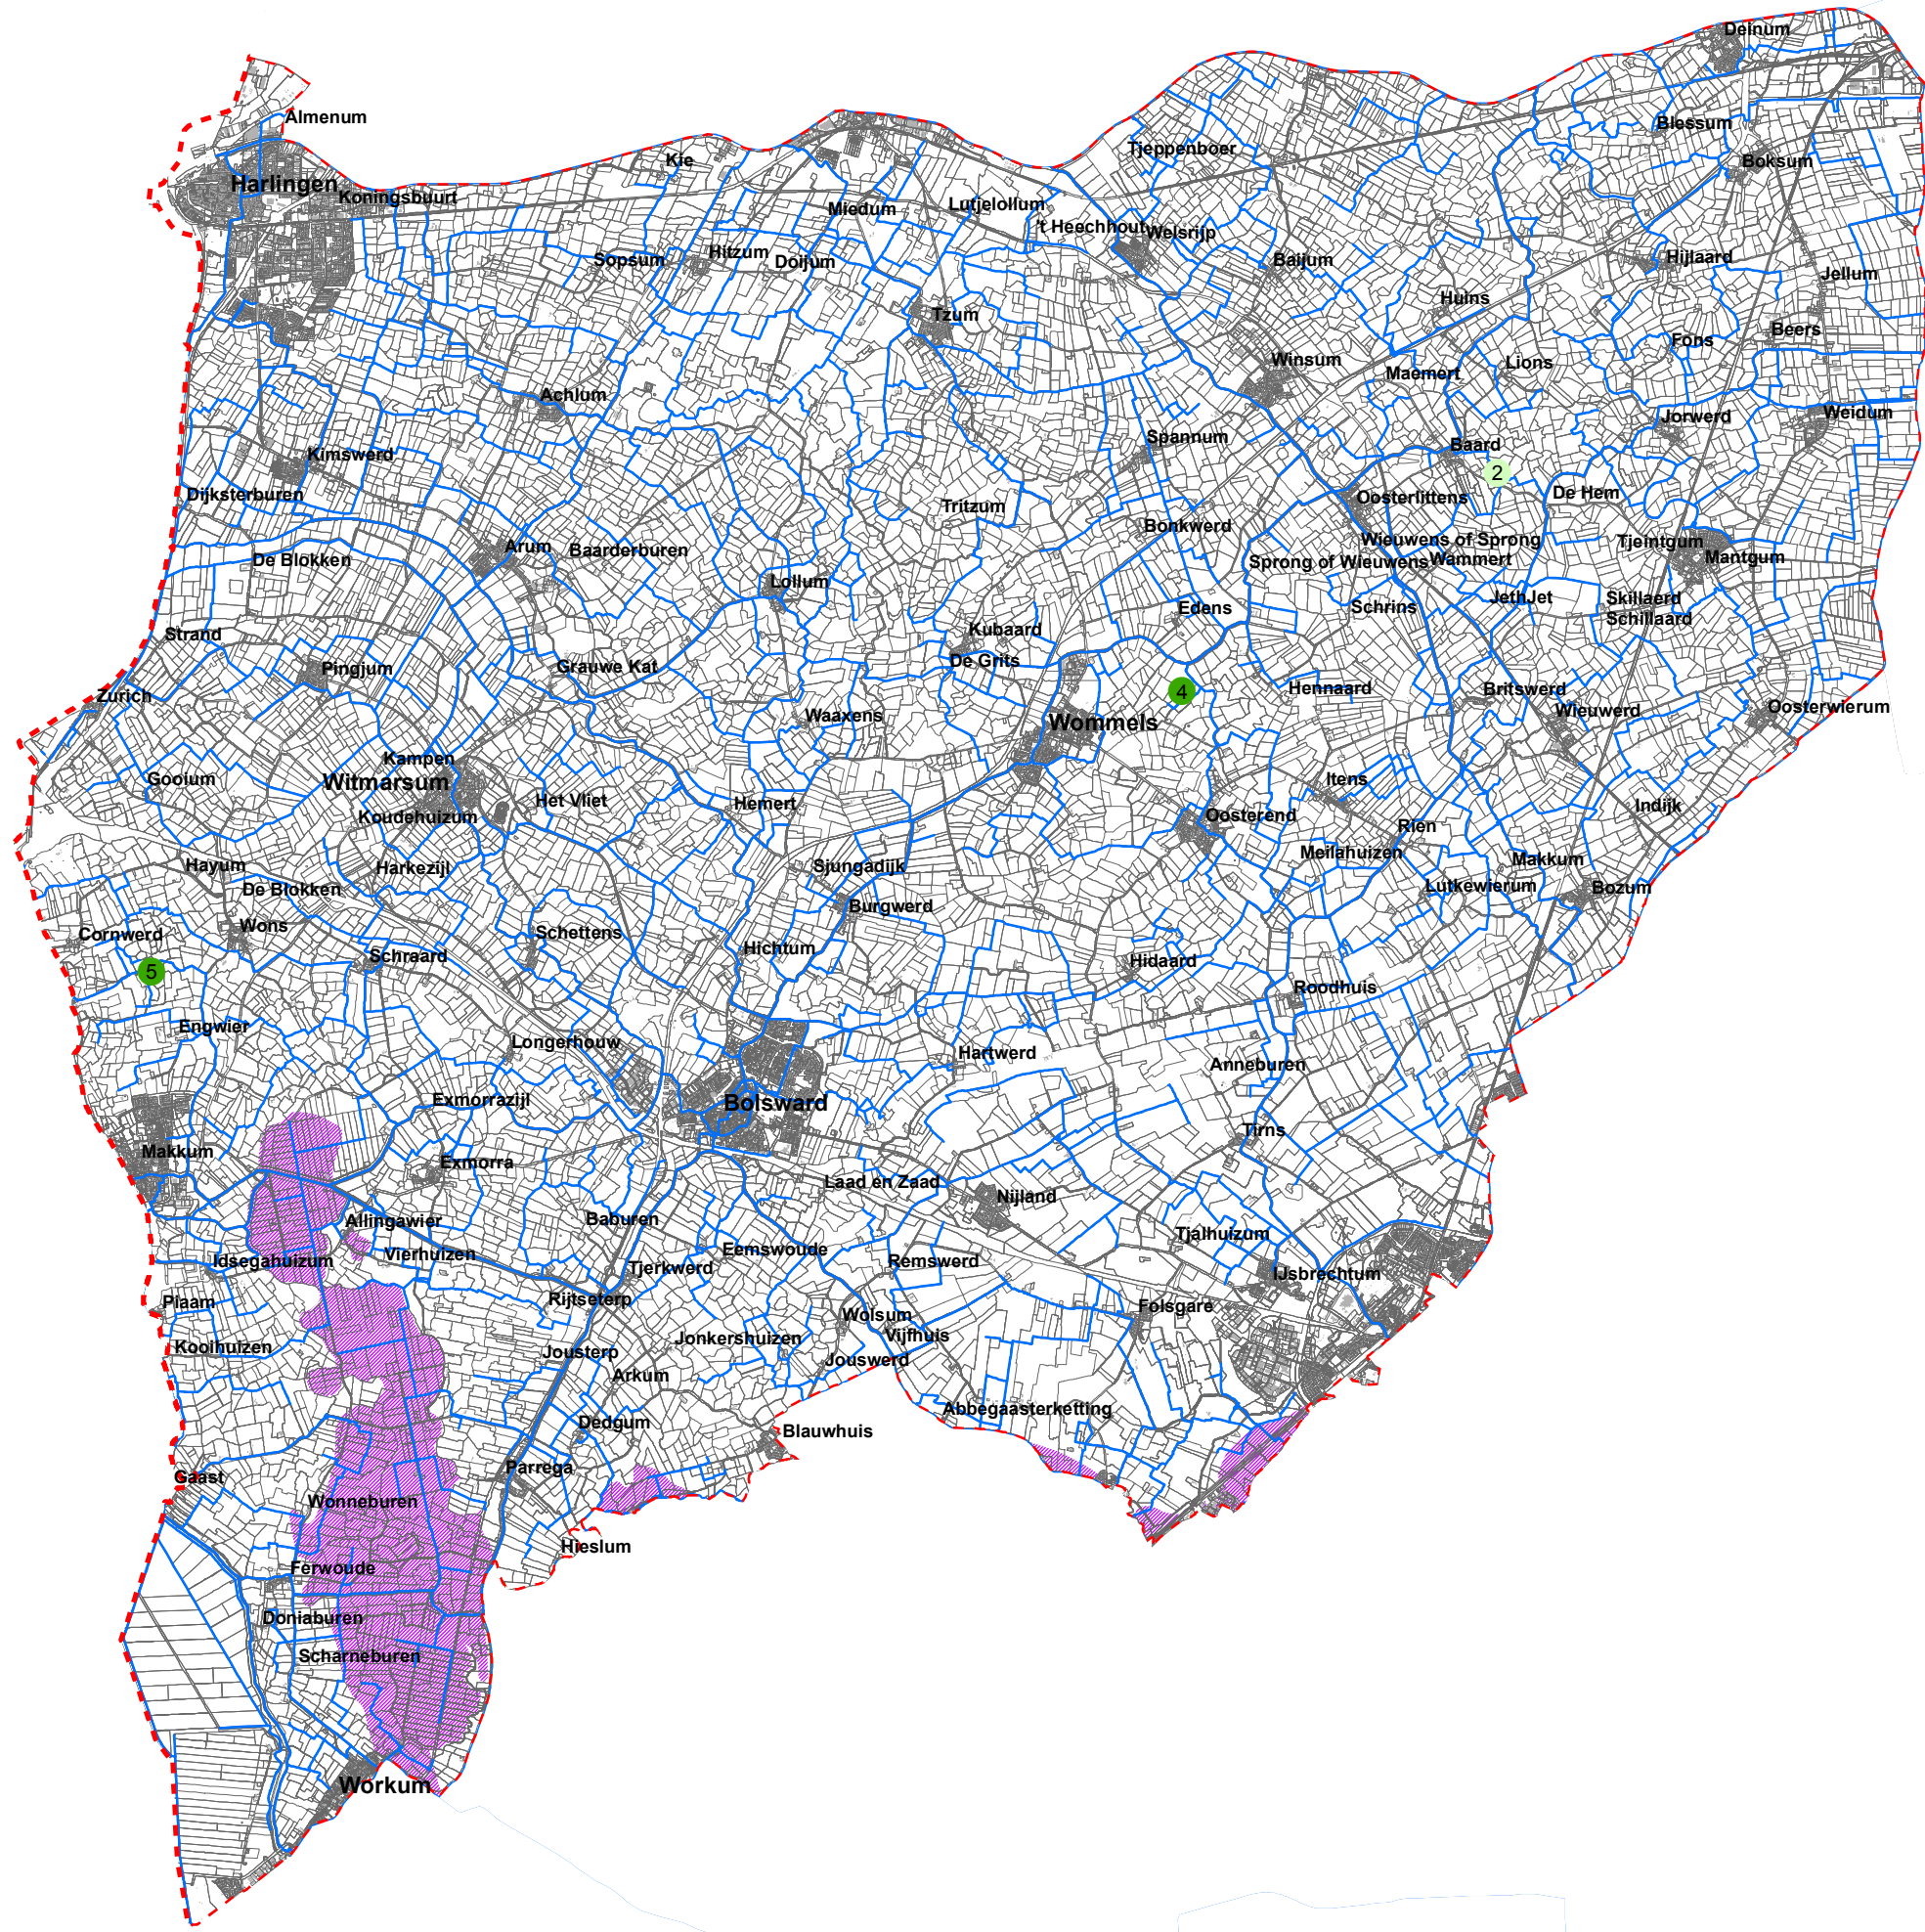 Deinum
Almenum
Blessum
Tjeppenboer
Kie
Boksum
Harlingen
Koningsbuurt
Miedum
Lutjelollum
't Heechhout
Welsrijp
Sopsum
Hitzum
Doijum
Baijum
Hijlaard
Jellum
Huins
Tzum
Beers
Fons
Winsum
Maemert
Lions
Achlum
Jorwerd
Weidum
Spannum
Baard
Kimswerd
2
De Hem
Dijksterburen
Oosterlittens
Tritzum
Bonkwerd
Wieuwens of Sprong
Tjeintgum
Mantgum
Arum
Baarderburen
De Blokken
Sprong of Wieuwens
Wammert
Lollum
JethJet
Skillaerd
Schillaard
Edens
Schrins
Strand
Kubaard
De Grits
Pingjum
Grauwe Kat
Hennaard
Britswerd
4
Zurich
Oosterwierum
Wieuwerd
Waaxens
Wommels
Kampen
Gooium
Witmarsum
Itens
Het Vliet
Hemert
Indijk
Koudehuizum
Oosterend
Rien
Meilahuizen
Makkum
Hayum
Harkezijl
Sjungadijk
Lutkewierum
Bozum
De Blokken
Burgwerd
Wons
Cornwerd
Schettens
Hichtum
Schraard
Hidaard
5
Roodhuis
Engwier
Longerhouw
Hartwerd
Anneburen
Exmorrazijl
Bolsward
Tirns
Makkum
Exmorra
Laad en Zaad
Nijland
Allingawier
Baburen
Tjalhuizum
Vierhuizen
Eemswoude
Idsegahuizum
Tjerkwerd
Remswerd
IJsbrechtum
Piaam
Rijtseterp
Folsgare
Wolsum
Vijfhuis
Kooihuizen
Jonkershuizen
Jousterp
Jouswerd
Arkum
Abbegaasterketting
Dedgum
Blauwhuis
Parrega
Gaast
Wonneburen
Hieslum
Ferwoude
Doniaburen
Scharneburen
Workum